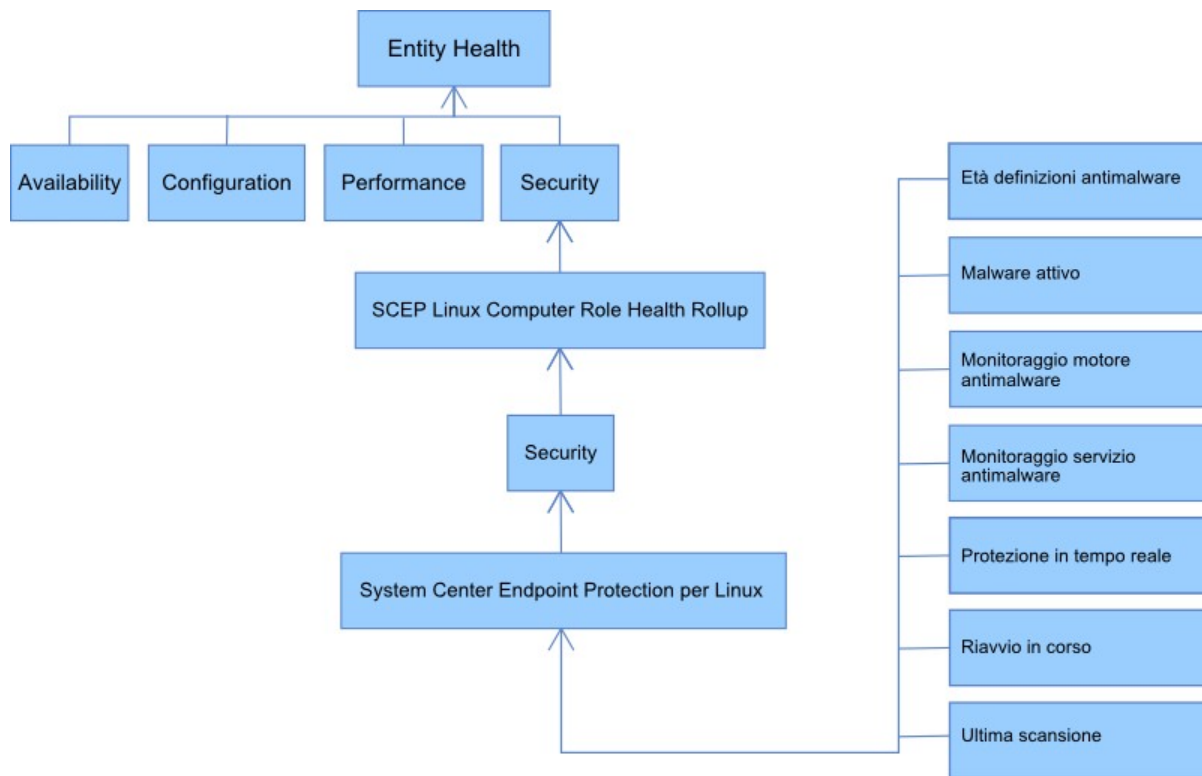 Entity Health
Availability
Configuration
Performance
Security
SCEP Linux Computer Role Health Rollup
Security
System Center Endpoint Protection per Linux
Età definizioni antimalware
Malware attivo
Monitoraggio motore
antimalware
Monitoraggio servizio
antimalware
Protezione in tempo reale
Riavvio in corso
Ultima scansione